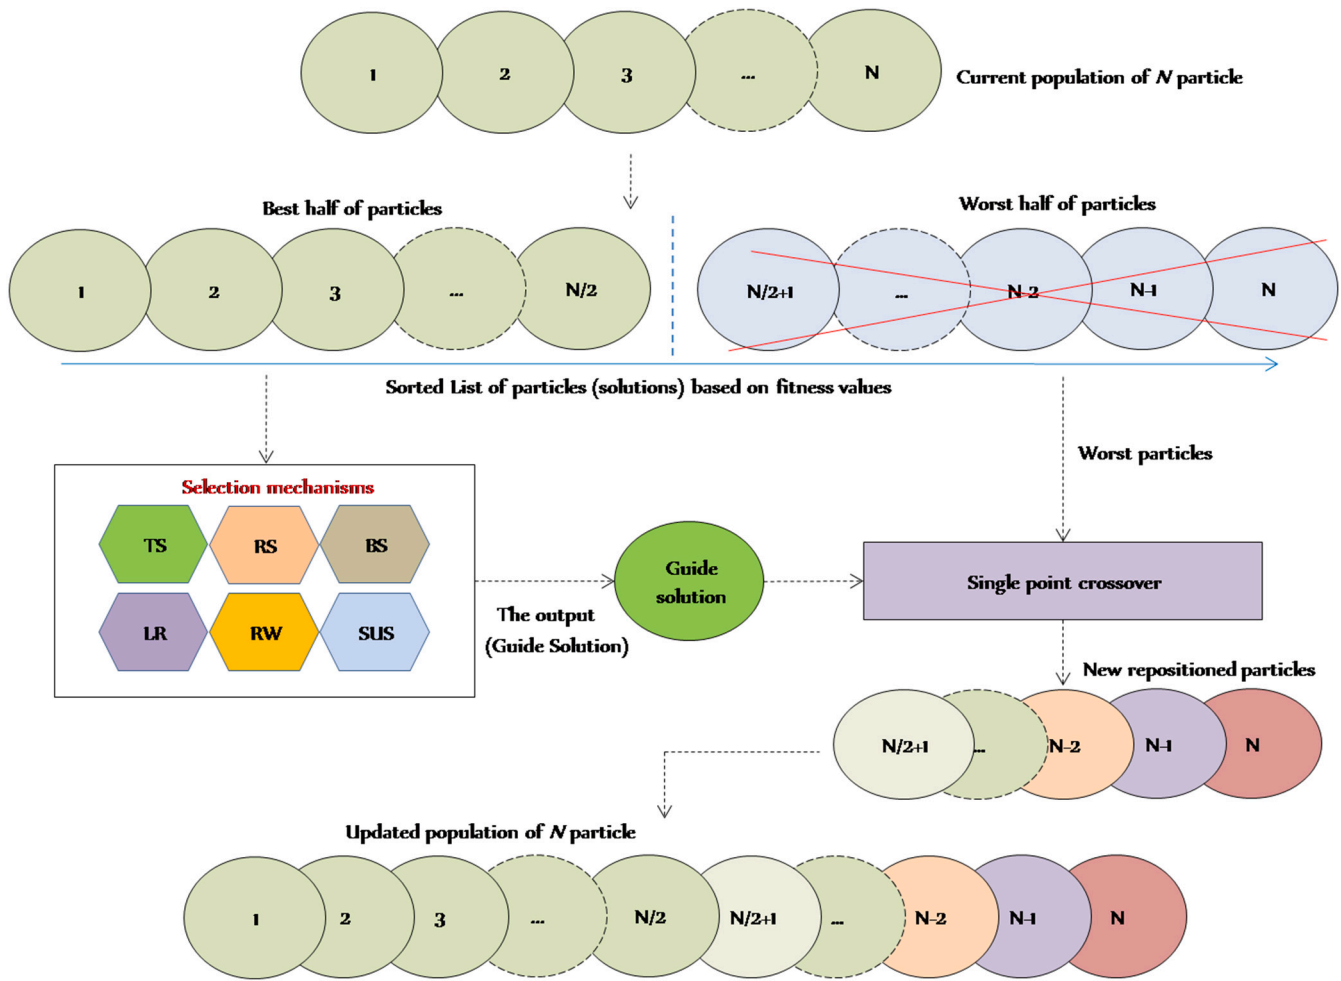 1 2 3 ... N
Current population of N particle
Best half of particles
Worst half of particles
1 2 3 ... N/2
N/2+1 ... N-2 N-1 N
Sorted List of particles (solutions) based on fitness values
Worst particles
Selection mechanisms
TS RS BS
LR RW SUS
The output
(Guide Solution)
Guide
solution
Single point crossover
New repositioned particles
N/2+1 ... N-2 N-1 N
Updated population of N particle
1 2 3 ... N/2 N/2+1 ... N-2 N-1 N